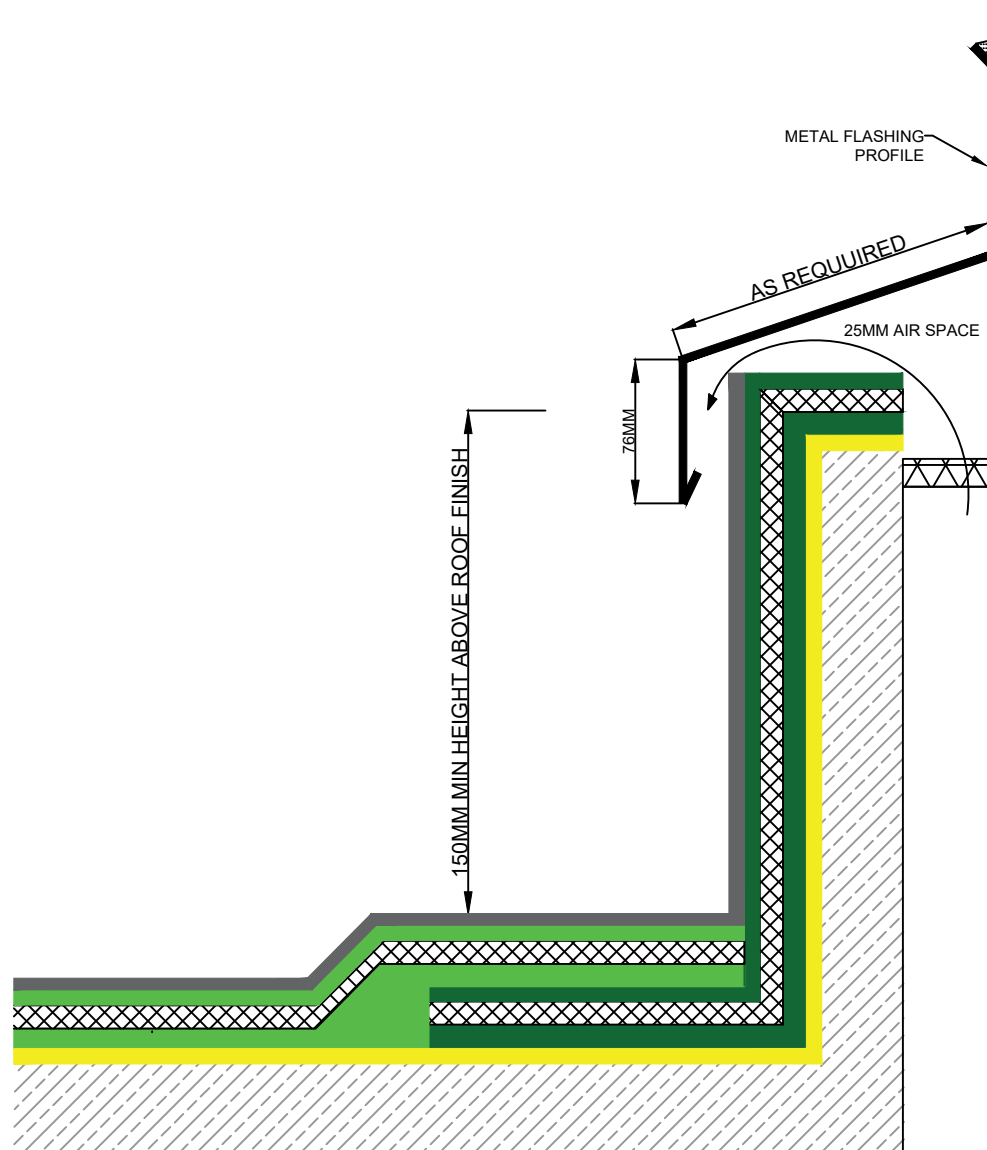 METAL FLASHING
PROFILE
AS REQUUIRED
25MM AIR SPACE
76MM
150MM MIN HEIGHT ABOVE ROOF FINISH